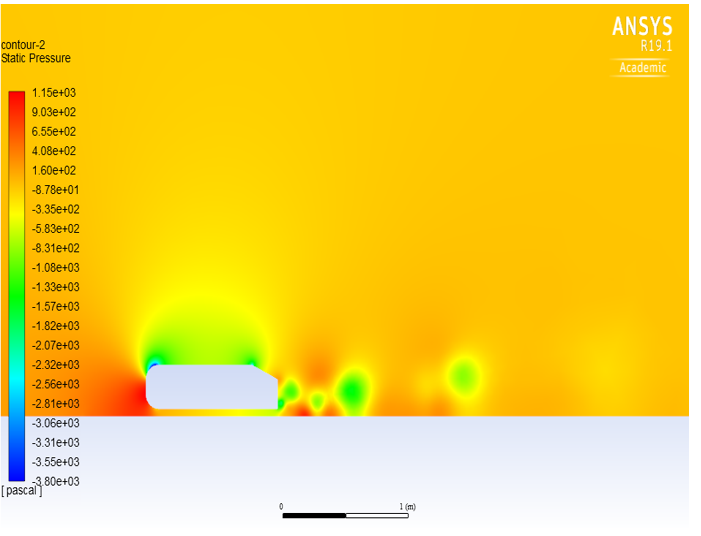 ANSYS
R19.1
Academic
contour-2
Static Pressure
1.15e+03
9.03e+02
6.55e+02
4.08e+02
1.60e+02
-8.78e+01
-3.35e+02
-5.83e+02
-8.31e+02
-1.08e+03
-1.33e+03
-1.57e+03
-1.82e+03
-2.07e+03
-2.32e+03
-2.56e+03
-2.81e+03
-3.06e+03
-3.31e+03
-3.55e+03
-3.80e+03
[ pascal ]
0 1 (m)